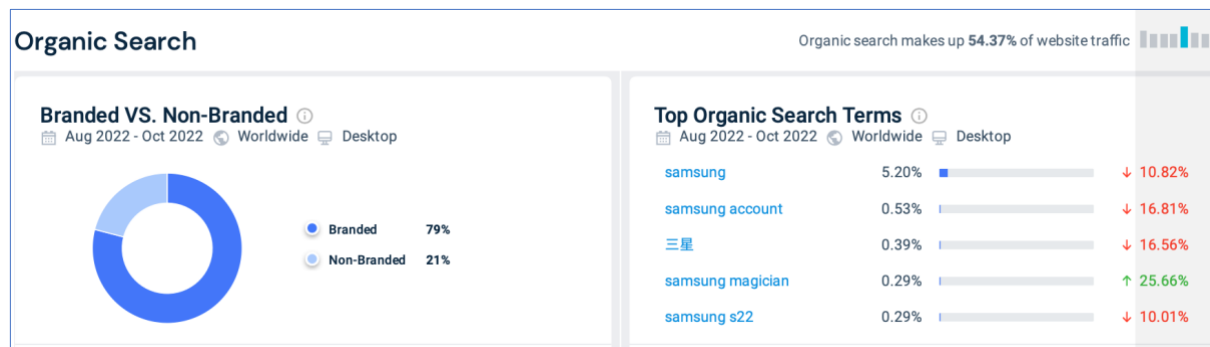 Organic Search
Organic search makes up 54.37% of website traffic
Branded VS. Non-Branded
Aug 2022 - Oct 2022 Worldwide Desktop
Branded 79%
Non-Branded 21%
Top Organic Search Terms
Aug 2022 - Oct 2022 Worldwide Desktop
samsung 5.20% ↓ 10.82%
samsung account 0.53% ↓ 16.81%
三星 0.39% ↓ 16.56%
samsung magician 0.29% ↑ 25.66%
samsung s22 0.29% ↓ 10.01%